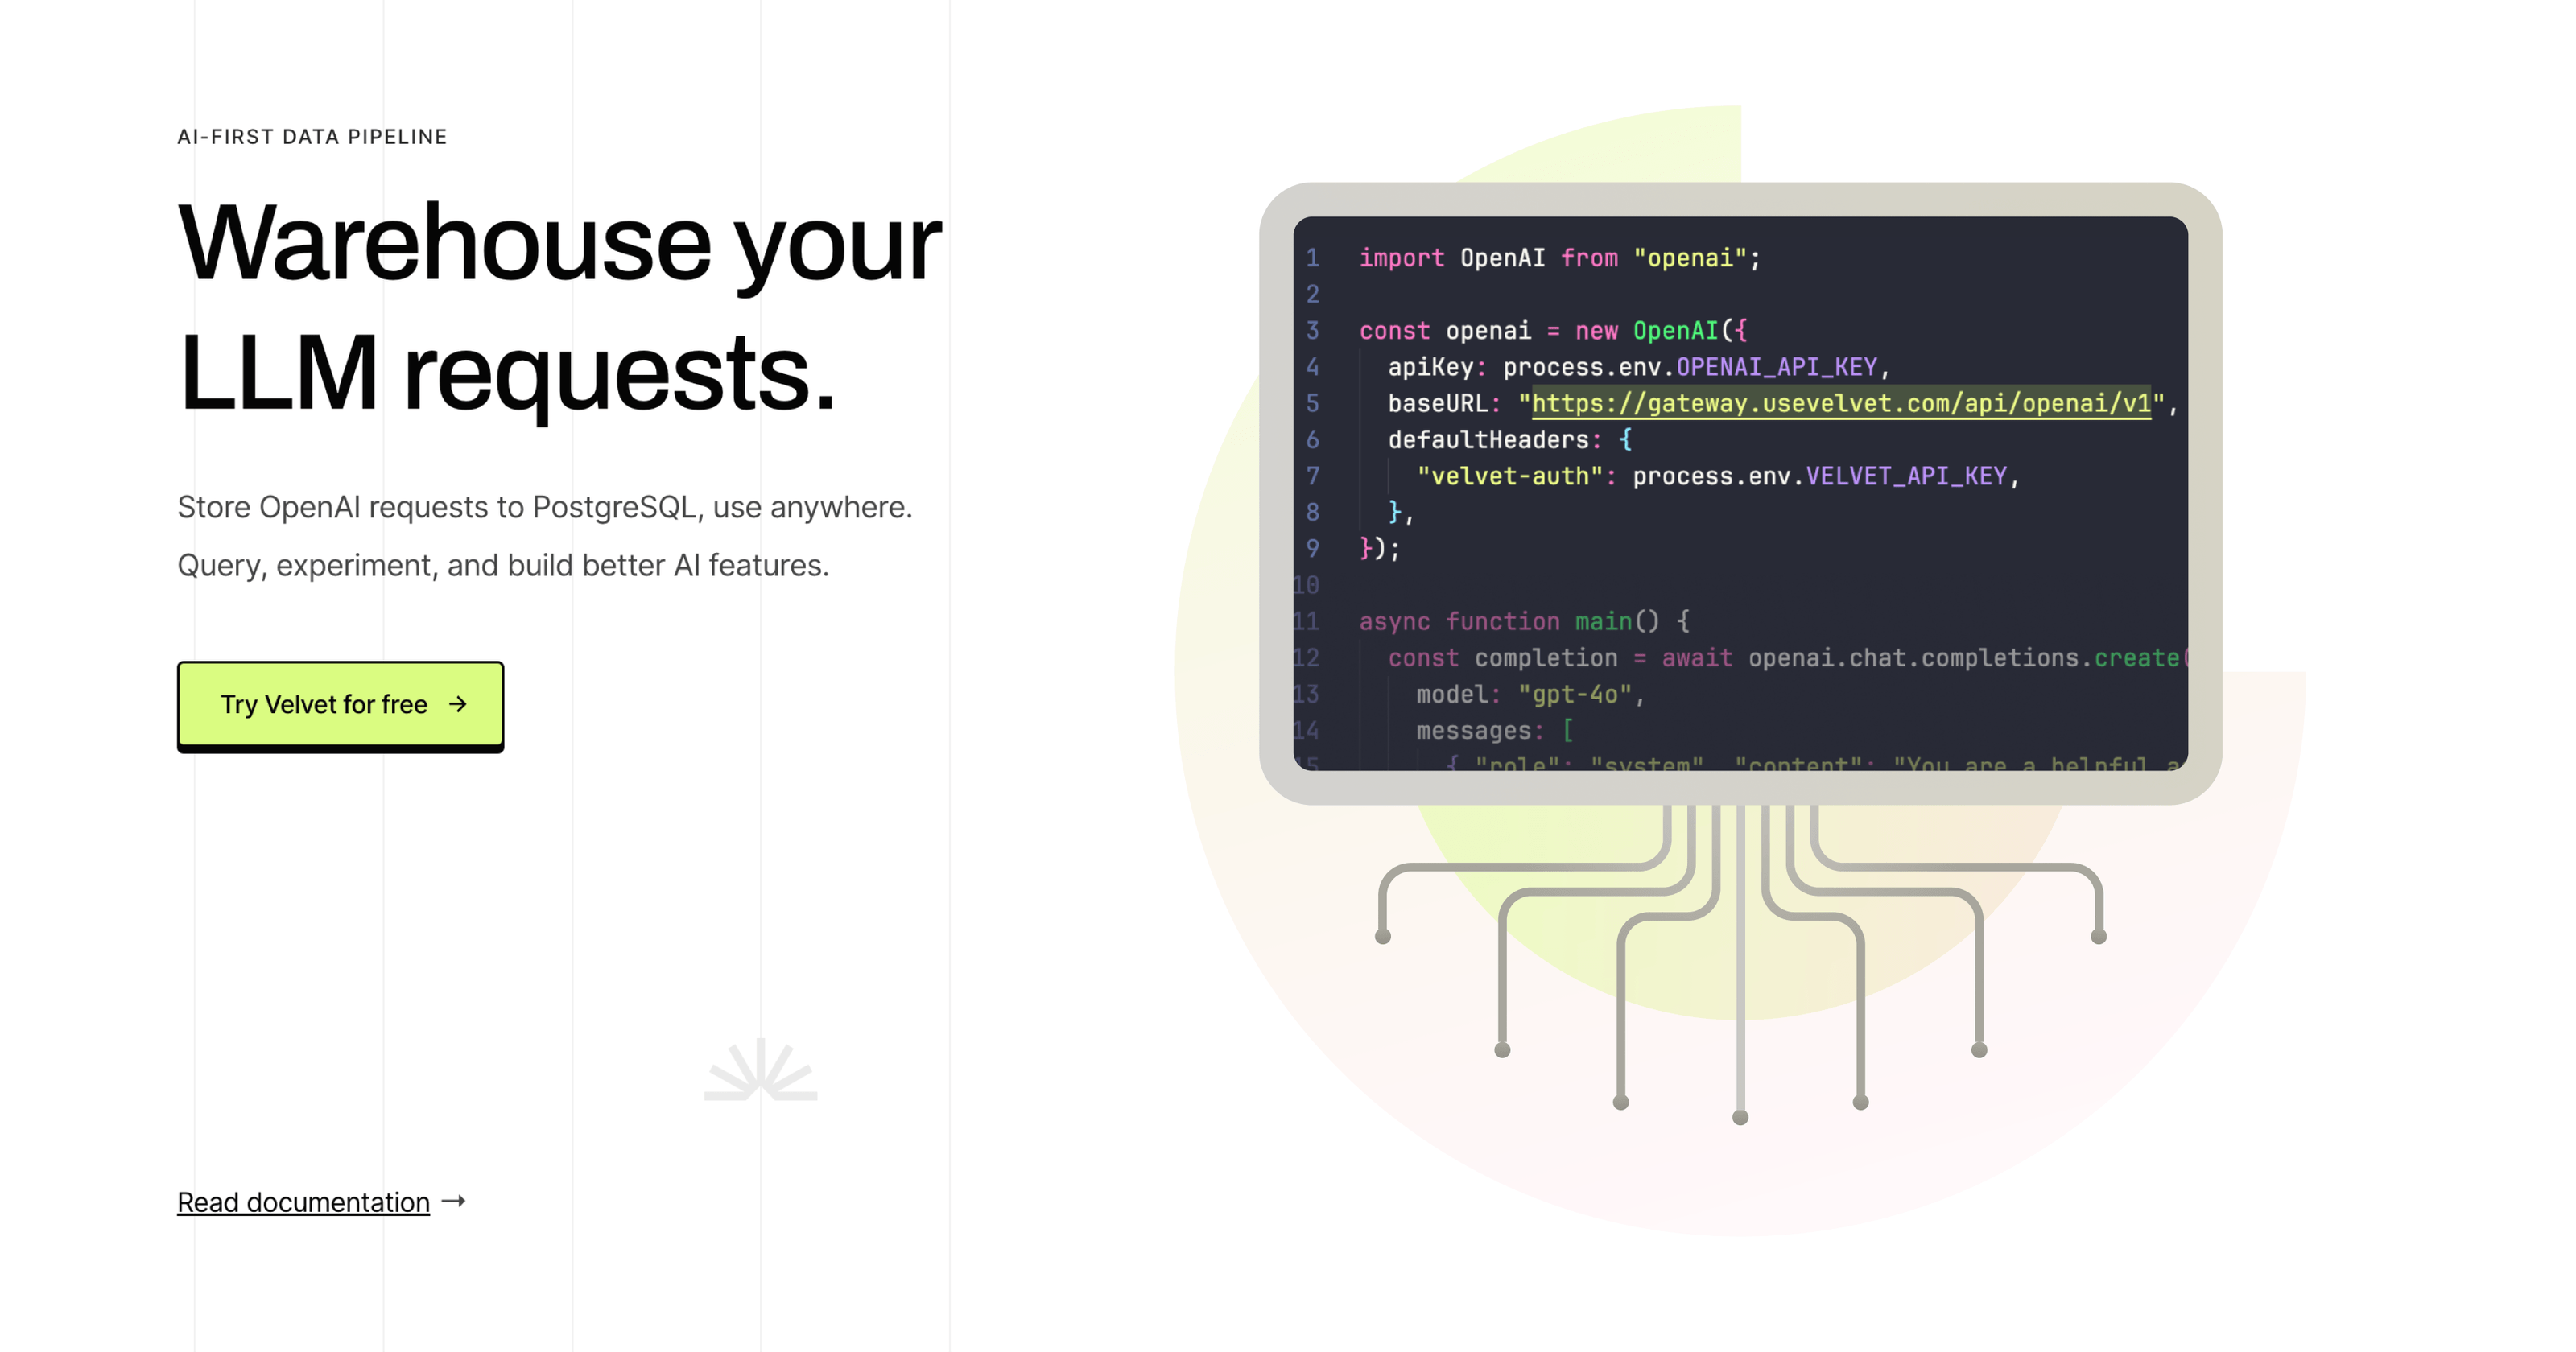 AI-FIRST DATA PIPELINE
Warehouse your
LLM requests.
Store OpenAI requests to PostgreSQL, use anywhere.
Query, experiment, and build better AI features.
Try Velvet for free →
Read documentation →
1 import OpenAI from "openai";
2
3 const openai = new OpenAI({
4 apiKey: process.env.OPENAI_API_KEY,
5 baseURL: "https://gateway.usevelvet.com/api/openai/v1",
6 defaultHeaders: {
7 "velvet-auth": process.env.VELVET_API_KEY,
8 },
9 });
10
11 async function main() {
12 const completion = await openai.chat.completions.create(
13 model: "gpt-4o",
14 messages: [
15 { "role": "system", "content": "You are a helpful a